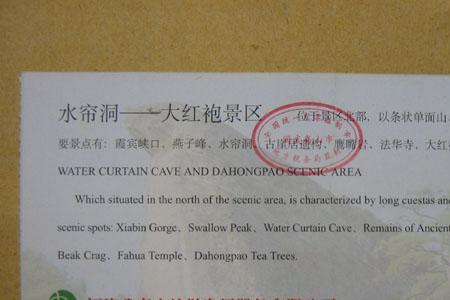 水帘洞——大红袍景区 位于景区北部，以条状单面山、
要景点有：霞宾峡口、燕子峰、水帘洞、古崖居遗构、鹰嘴岩、法华寺、大红
WATER CURTAIN CAVE AND DAHONGPAO SCENIC AREA
Which situated in the north of the scenic area, is characterized by long cuestas and
scenic spots: Xiabin Gorge, Swallow Peak, Water Curtain Cave, Remains of Ancient
Beak Crag, Fahua Temple, Dahongpao Tea Trees.